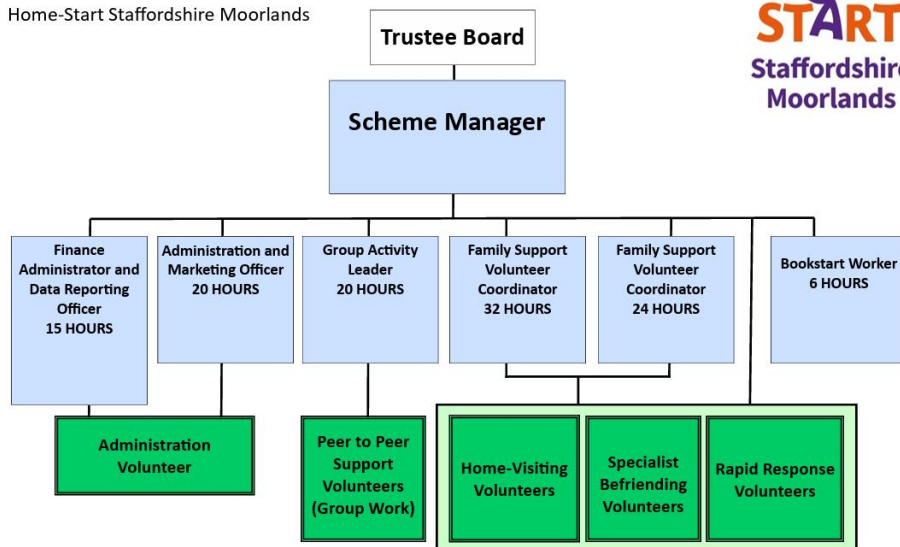 Home-Start Staffordshire Moorlands
START
Staffordshire
Moorlands
Trustee Board
Scheme Manager
Finance
Administrator and
Data Reporting
Officer
15 HOURS
Administration and
Marketing Officer
20 HOURS
Group Activity
Leader
20 HOURS
Family Support
Volunteer
Coordinator
32 HOURS
Family Support
Volunteer
Coordinator
24 HOURS
Bookstart Worker
6 HOURS
Administration
Volunteer
Peer to Peer
Support
Volunteers
(Group Work)
Home-Visiting
Volunteers
Specialist
Befriending
Volunteers
Rapid Response
Volunteers